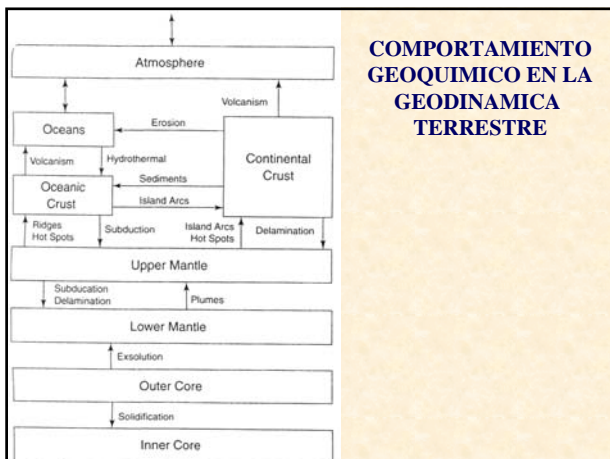 Atmosphere
Volcanism
Erosion
Oceans
Volcanism
Hydrothermal
Continental
Crust
Sediments
Oceanic
Crust
Island Arcs
Ridges
Hot Spots
Subduction
Island Arcs
Hot Spots
Delamination
Upper Mantle
Subducation
Delamination
Plumes
Lower Mantle
Exsolution
Outer Core
Solidification
Inner Core
COMPORTAMIENTO
GEOQUIMICO EN LA
GEODINAMICA
TERRESTRE